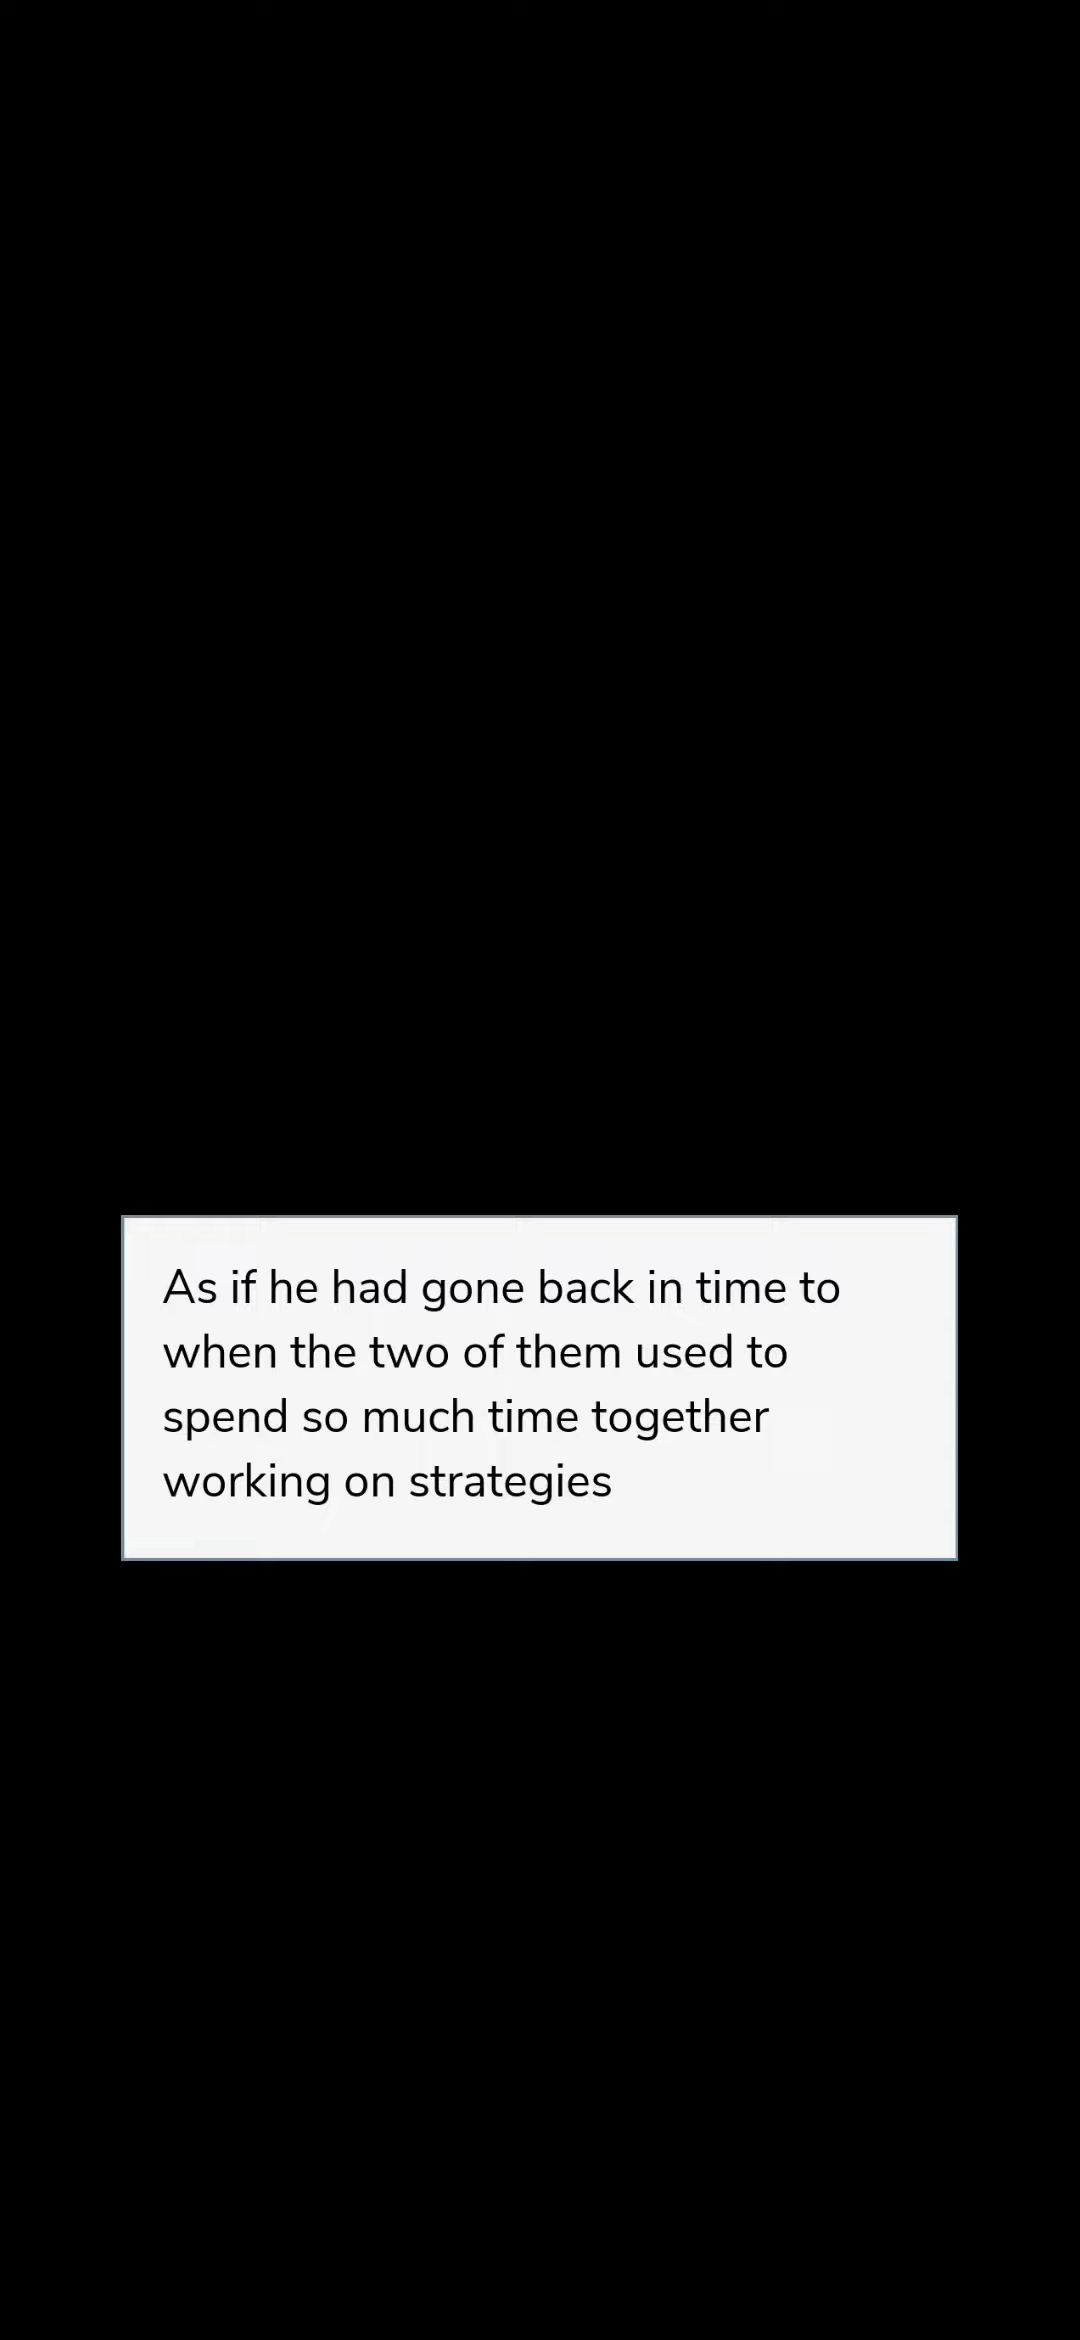 As if he had gone back in time to
when the two of them used to
spend so much time together
working on strategies